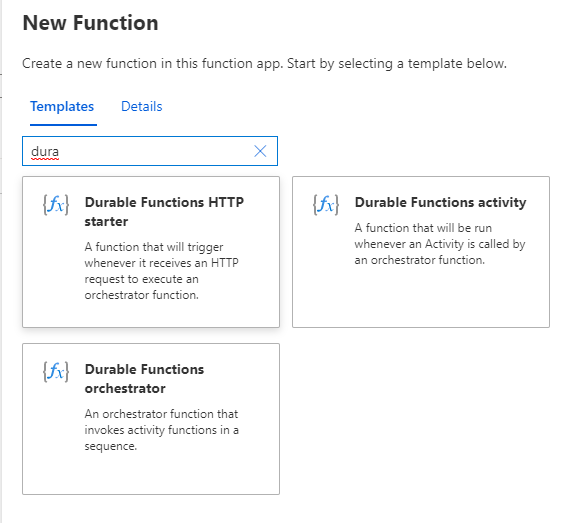 New Function
Create a new function in this function app. Start by selecting a template below.
Templates Details
dura
{fx} Durable Functions HTTP
starter
A function that will trigger
whenever it receives an HTTP
request to execute an
orchestrator function.
{fx} Durable Functions activity
A function that will be run
whenever an Activity is called by
an orchestrator function.
{fx} Durable Functions
orchestrator
An orchestrator function that
invokes activity functions in a
sequence.